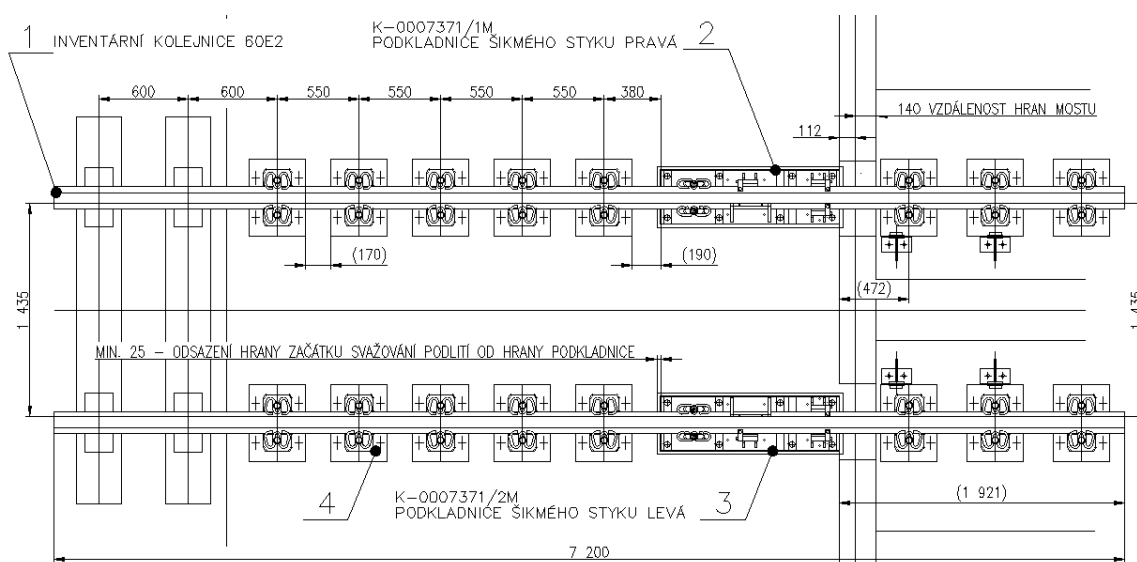 K-0007371/1M
1 INVENTÁRNÍ KOLEJNICE 60E2
PODKLADNICE ŠIKMÉHO STYKU PRAVÁ 2
600 600 550 550 550 550 380
140 VZDÁLENOST HRAN MOSTU
112
(170) (190)
(472)
1 435 1 435
MIN. 25 – ODSAZENÍ HRANY ZAČÁTKU SVAŽOVÁNÍ PODLITÍ OD HRANY PODKLADNICE
4 K-0007371/2M
PODKLADNICE ŠIKMÉHO STYKU LEVÁ 3
(1 921)
7 200